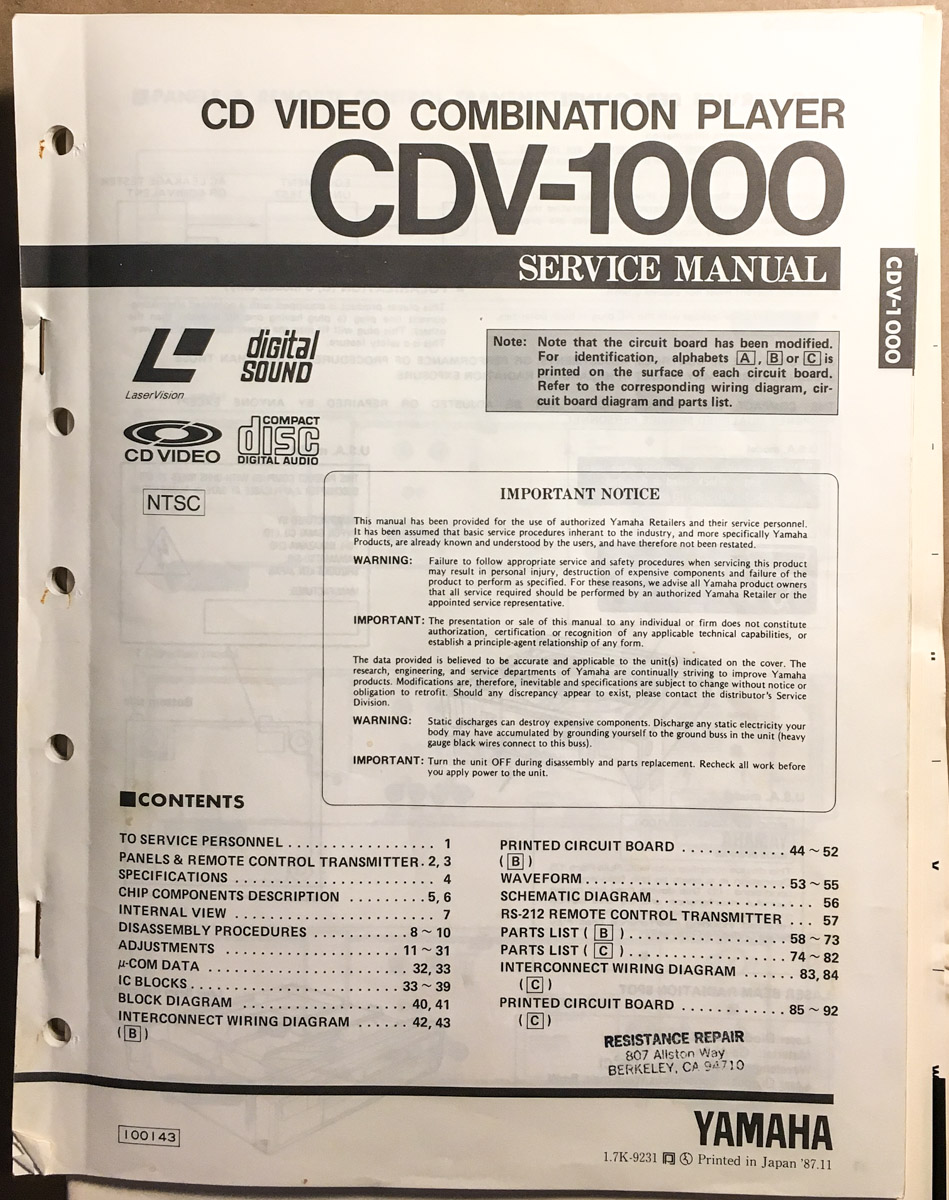 CD VIDEO COMBINATION PLAYER
CDV-1000
SERVICE MANUAL
CDV-1000
LaserVision
digital
SOUND
CD VIDEO
COMPACT
disc
DIGITAL AUDIO
NTSC
Note: Note that the circuit board has been modified.
For identification, alphabets A, B or C is
printed on the surface of each circuit board.
Refer to the corresponding wiring diagram, cir-
cuit board diagram and parts list.
IMPORTANT NOTICE
This manual has been provided for the use of authorized Yamaha Retailers and their service personnel.
It has been assumed that basic service procedures inherant to the industry, and more specifically Yamaha
Products, are already known and understood by the users, and have therefore not been restated.
WARNING: Failure to follow appropriate service and safety procedures when servicing this product
may result in personal injury, destruction of expensive components and failure of the
product to perform as specified. For these reasons, we advise all Yamaha product owners
that all service required should be performed by an authorized Yamaha Retailer or the
appointed service representative.
IMPORTANT: The presentation or sale of this manual to any individual or firm does not constitute
authorization, certification or recognition of any applicable technical capabilities, or
establish a principle-agent relationship of any form.
The data provided is believed to be accurate and applicable to the unit(s) indicated on the cover. The
research, engineering, and service departments of Yamaha are continually striving to improve Yamaha
products. Modifications are, therefore, inevitable and specifications are subject to change without notice or
obligation to retrofit. Should any discrepancy appear to exist, please contact the distributor's Service
Division.
WARNING: Static discharges can destroy expensive components. Discharge any static electricity your
body may have accumulated by grounding yourself to the ground buss in the unit (heavy
gauge black wires connect to this buss).
IMPORTANT: Turn the unit OFF during disassembly and parts replacement. Recheck all work before
you apply power to the unit.
■CONTENTS
TO SERVICE PERSONNEL ................. 1
PANELS & REMOTE CONTROL TRANSMITTER . 2, 3
SPECIFICATIONS ......................... 4
CHIP COMPONENTS DESCRIPTION ......... 5, 6
INTERNAL VIEW ......................... 7
DISASSEMBLY PROCEDURES .......... 8 ~ 10
ADJUSTMENTS .................... 11 ~ 31
μ-COM DATA ..................... 32, 33
IC BLOCKS ....................... 33 ~ 39
BLOCK DIAGRAM .................. 40, 41
INTERCONNECT WIRING DIAGRAM ...... 42, 43
( B )
PRINTED CIRCUIT BOARD ............ 44 ~ 52
( B )
WAVEFORM ....................... 53 ~ 55
SCHEMATIC DIAGRAM ................. 56
RS-212 REMOTE CONTROL TRANSMITTER ... 57
PARTS LIST ( B ) .................. 58 ~ 73
PARTS LIST ( C ) .................. 74 ~ 82
INTERCONNECT WIRING DIAGRAM ...... 83, 84
( C )
PRINTED CIRCUIT BOARD ............ 85 ~ 92
( C )
RESISTANCE REPAIR
807 Allston Way
BERKELEY, CA 94710
100143
YAMAHA
1.7K-9231 Printed in Japan '87.11